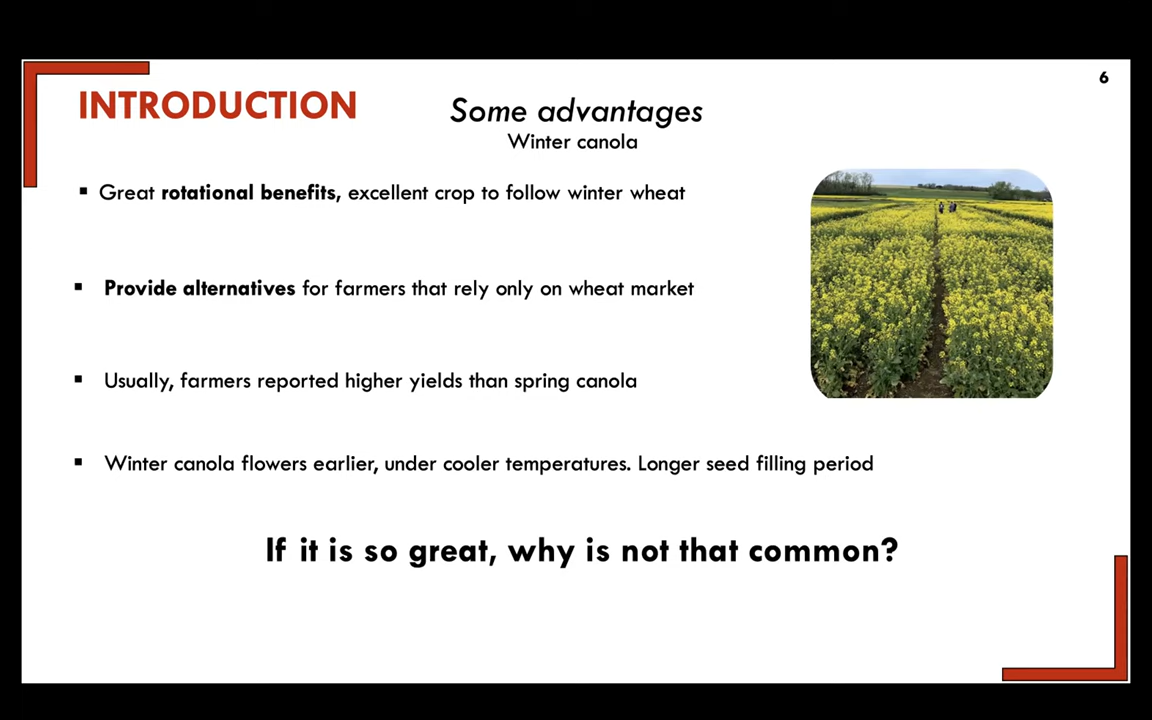 6
INTRODUCTION
Some advantages
Winter canola
▪ Great rotational benefits, excellent crop to follow winter wheat
▪ Provide alternatives for farmers that rely only on wheat market
▪ Usually, farmers reported higher yields than spring canola
▪ Winter canola flowers earlier, under cooler temperatures. Longer seed filling period
If it is so great, why is not that common?